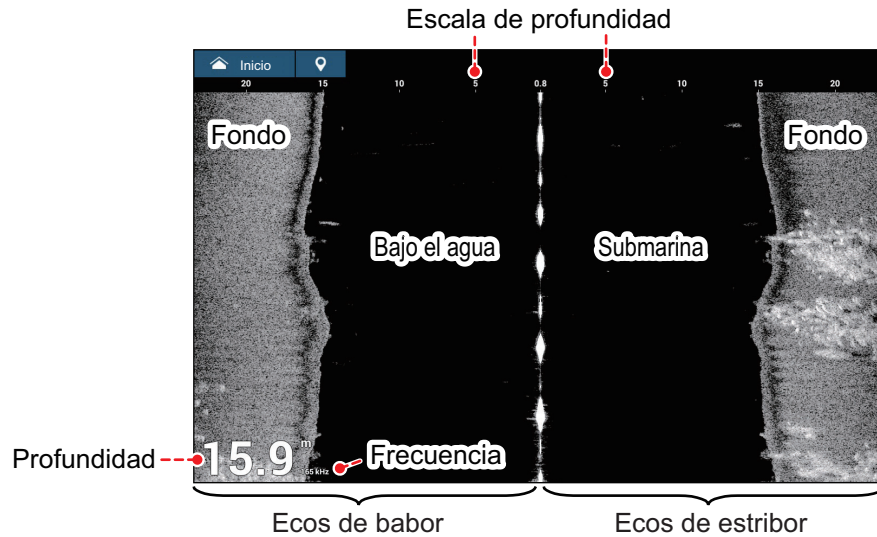 Escala de profundidad
Inicio
20 15 10 5 0.8 5 10 15 20
Fondo Fondo
Bajo el agua Submarina
Profundidad 15.9 m 165 kHz Frecuencia
Ecos de babor Ecos de estribor